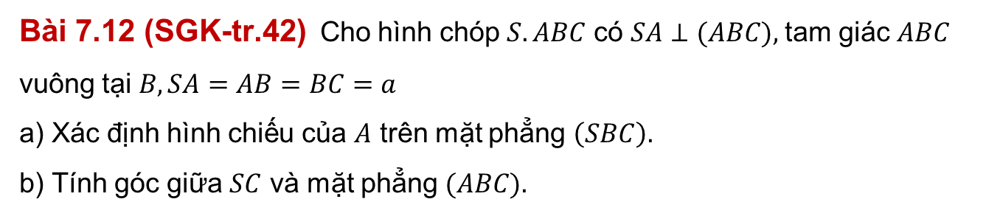 Bài 7.12 (SGK-tr.42) Cho hình chóp S.ABC có SA ⊥ (ABC), tam giác ABC
vuông tại B, SA = AB = BC = a
a) Xác định hình chiếu của A trên mặt phẳng (SBC).
b) Tính góc giữa SC và mặt phẳng (ABC).